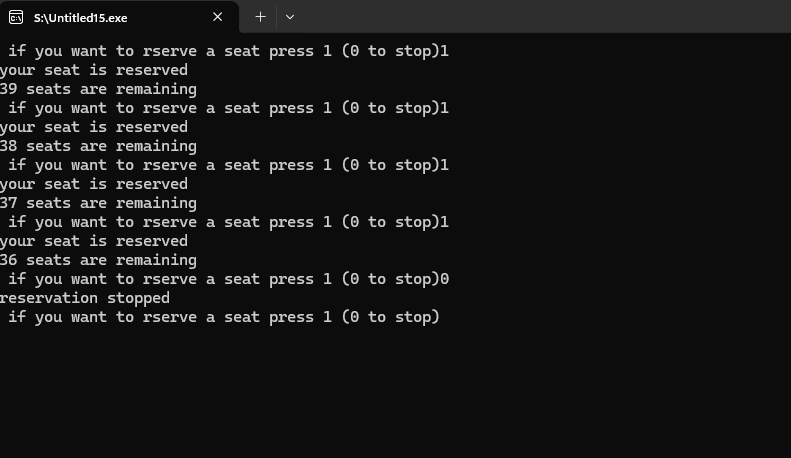 S:\Untitled15.exe
 if you want to rserve a seat press 1 (0 to stop)1
your seat is reserved
39 seats are remaining
 if you want to rserve a seat press 1 (0 to stop)1
your seat is reserved
38 seats are remaining
 if you want to rserve a seat press 1 (0 to stop)1
your seat is reserved
37 seats are remaining
 if you want to rserve a seat press 1 (0 to stop)1
your seat is reserved
36 seats are remaining
 if you want to rserve a seat press 1 (0 to stop)0
reservation stopped
 if you want to rserve a seat press 1 (0 to stop)